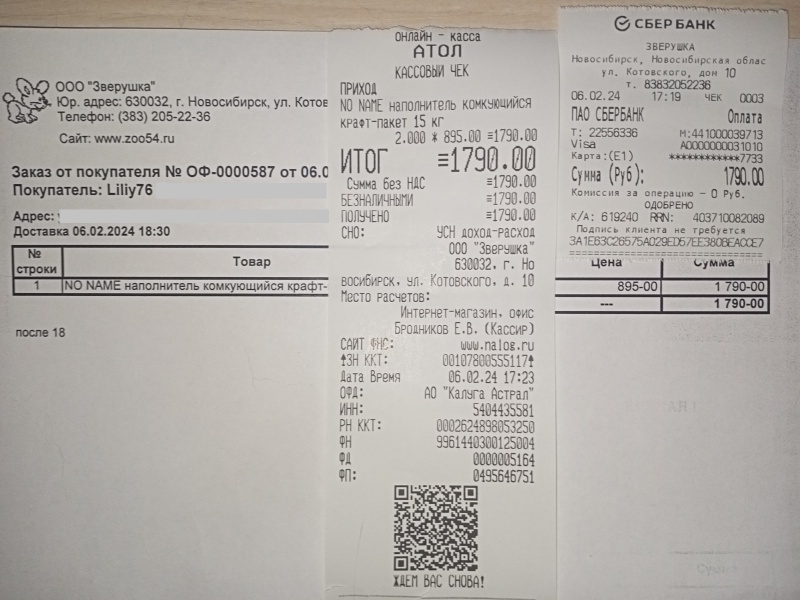 ООО "Зверушка"
Юр. адрес: 630032, г. Новосибирск, ул. Котов
Телефон: (383) 205-22-36
Сайт: www.zoo54.ru
Заказ от покупателя № ОФ-0000587 от 06.0
Покупатель: Liliy76
Адрес:
Доставка 06.02.2024 18:30
№ строки Товар Цена Сумма
1 NO NAME наполнитель комкующийся крафт- 895-00 1 790-00
--- 1 790-00
после 18
онлайн - касса
АТОЛ
КАССОВЫЙ ЧЕК
ПРИХОД
NO NAME наполнитель комкующийся
крафт-пакет 15 кг
2.000 * 895.00 ≡1790.00
ИТОГ ≡1790.00
Сумма без НДС ≡1790.00
БЕЗНАЛИЧНЫМИ ≡1790.00
ПОЛУЧЕНО ≡1790.00
СНО: УСН доход-расход
ООО "Зверушка"
630032, г. Но
восибирск, ул. Котовского, д. 10
Место расчетов:
Интернет-магазин, офис
Бродников Е.В. (Кассир)
САЙТ ФНС: www.nalog.ru
↑ЗН ККТ: 00107800555117↑
Дата Время 06.02.24 17:23
ОФД: АО "Калуга Астрал"
ИНН: 5404435581
РН ККТ: 0002624898053250
ФН 9961440300125004
ФД 0000005164
ФП: 0495646751
ЖДЕМ ВАС СНОВА!
СБЕР БАНК
ЗВЕРУШКА
Новосибирск, Новосибирская облас
ул. Котовского, дом 10
т. 83832052236
06.02.24 17:19 ЧЕК 0003
ПАО СБЕРБАНК Оплата
Т: 22556336 М:441000039713
Visa A0000000031010
Карта:(E1) ************7733
Сумма (Руб): 1790.00
Комиссия за операцию – 0 Руб.
ОДОБРЕНО
К/А: 619240 RRN: 403710082089
Подпись клиента не требуется
3A1E63C26575A029ED57EE380BEACCE7